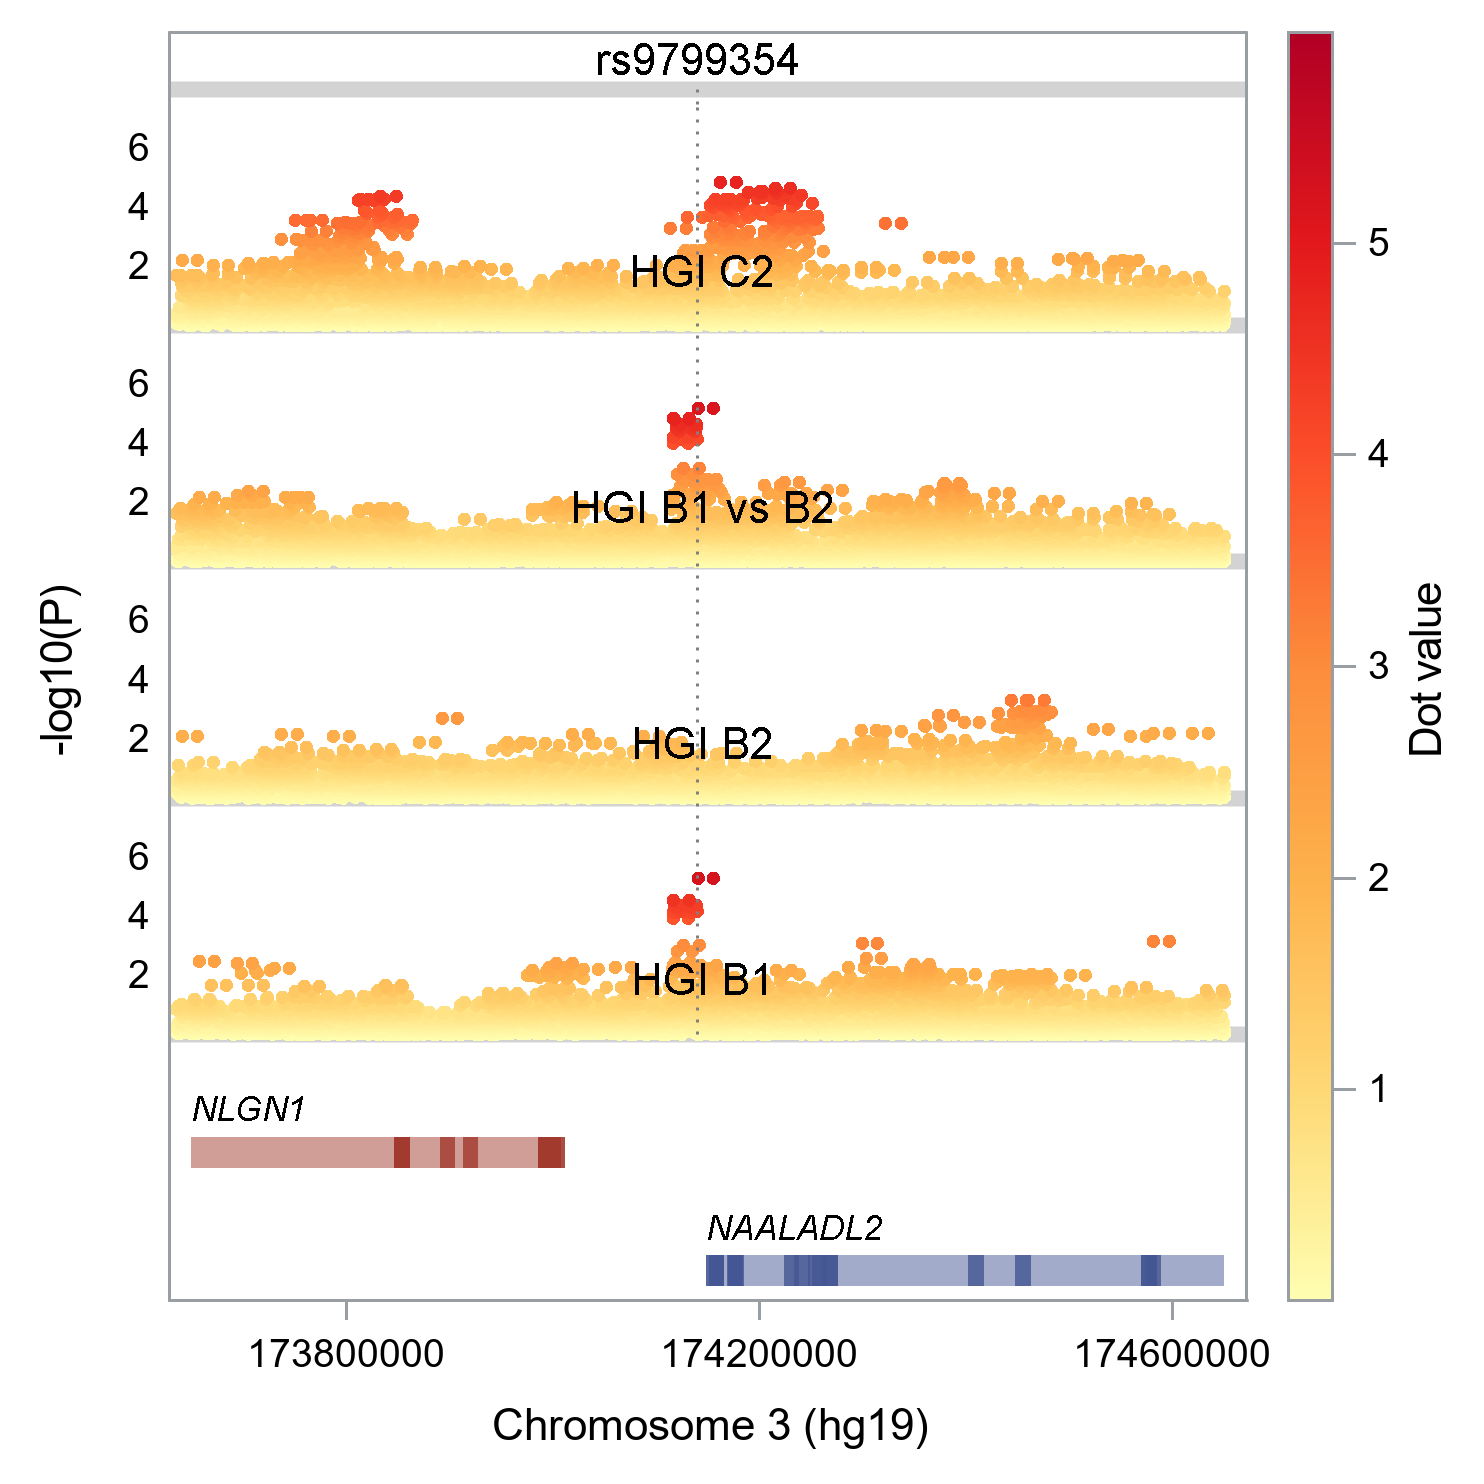 rs9799354
6
4
2
HGI C2
6
4
2
HGI B1 vs B2
6
4
2
HGI B2
6
4
2
HGI B1
-log10(P)
NLGN1
NAALADL2
173800000 174200000 174600000
Chromosome 3 (hg19)
5
4
3
2
1
Dot value